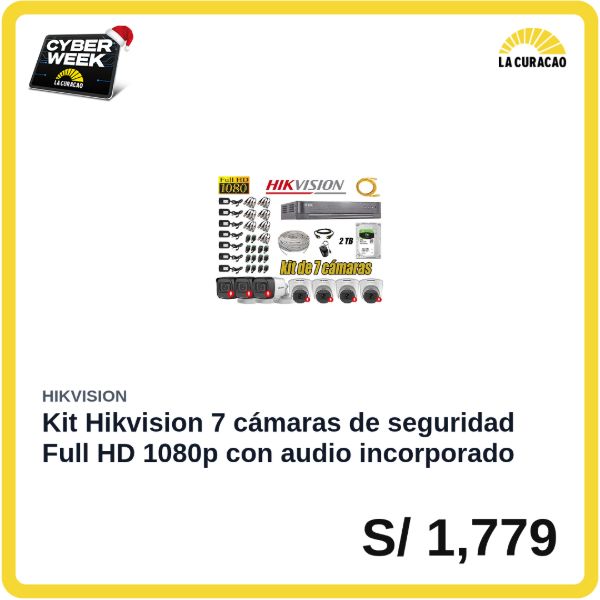 CYBER
WEEK
LA CURACAO
LA CURACAO
Full HD
1080
HIKVISION
2 TB
kit de 7 cámaras
HIKVISION
Kit Hikvision 7 cámaras de seguridad
Full HD 1080p con audio incorporado
S/ 1,779